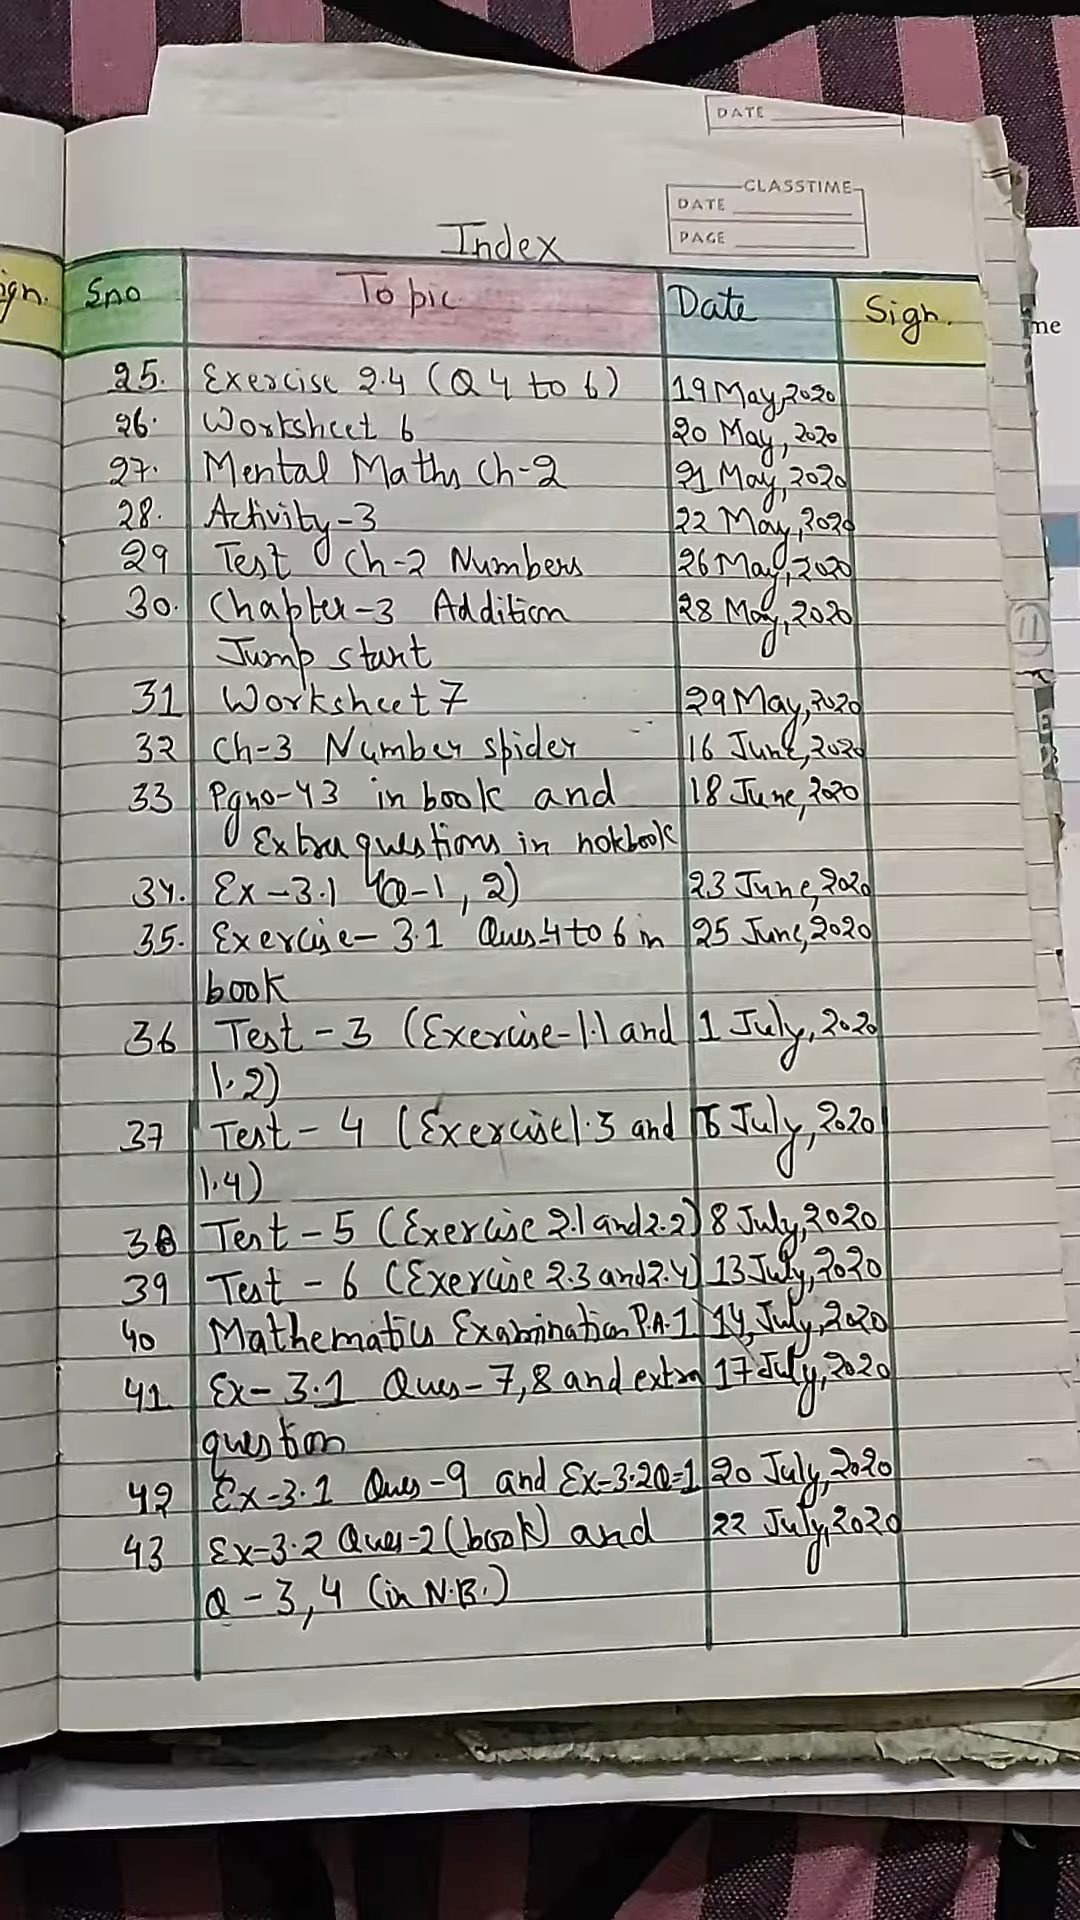 DATE
CLASSTIME
DATE
PAGE
Index
ign.
Sno Topic Date Sign.
me
25. Exercise 2.4 (Q 4 to 6) 19 May, 2020
26. Worksheet 6 20 May, 2020
27. Mental Maths Ch-2 21 May, 2020
28. Activity-3 22 May, 2020
29 Test Ch-2 Numbers 26 May, 2020
30. Chapter-3 Addition 28 May, 2020
Jump start
31 Worksheet 7 29 May, 2020
32 Ch-3 Number spider 16 June, 2020
33 Pgno-43 in book and 18 June, 2020
Extra questions in notebook
34. Ex-3.1 (Q-1, 2) 23 June, 2020
35. Exercise-3.1 Ques-4 to 6 in 25 June, 2020
book
36 Test-3 (Exercise-1.1 and 1 July, 2020
1.2)
37 Test-4 (Exercise 1.3 and July, 2020
1.4)
38 Test-5 (Exercise 2.1 and 2.2) 8 July, 2020
39 Test-6 (Exercise 2.3 and 2.4) 13 July, 2020
40 Mathematics Examination P.A.1 14 July, 2020
41 Ex-3.1 Ques-7, 8 and extra 17 July, 2020
question
42 Ex-3.1 Ques-9 and Ex-3.2 Q=1 20 July, 2020
43 Ex-3.2 Ques-2 (book) and 22 July, 2020
Q-3, 4 (in N.B.)
11